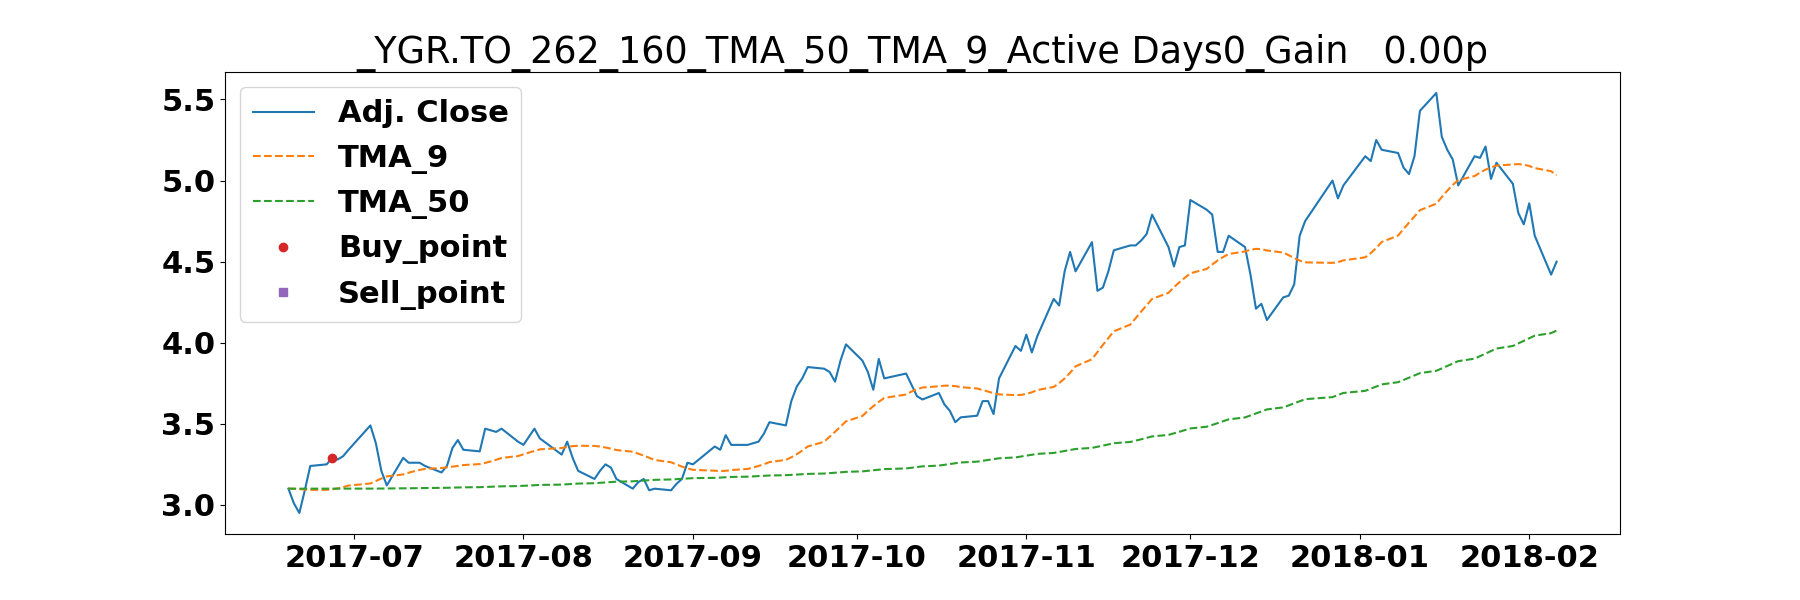 _YGR.TO_262_160_TMA_50_TMA_9_Active Days0_Gain   0.00p
5.5
5.0
4.5
4.0
3.5
3.0
Adj. Close
TMA_9
TMA_50
Buy_point
Sell_point
2017-07 2017-08 2017-09 2017-10 2017-11 2017-12 2018-01 2018-02